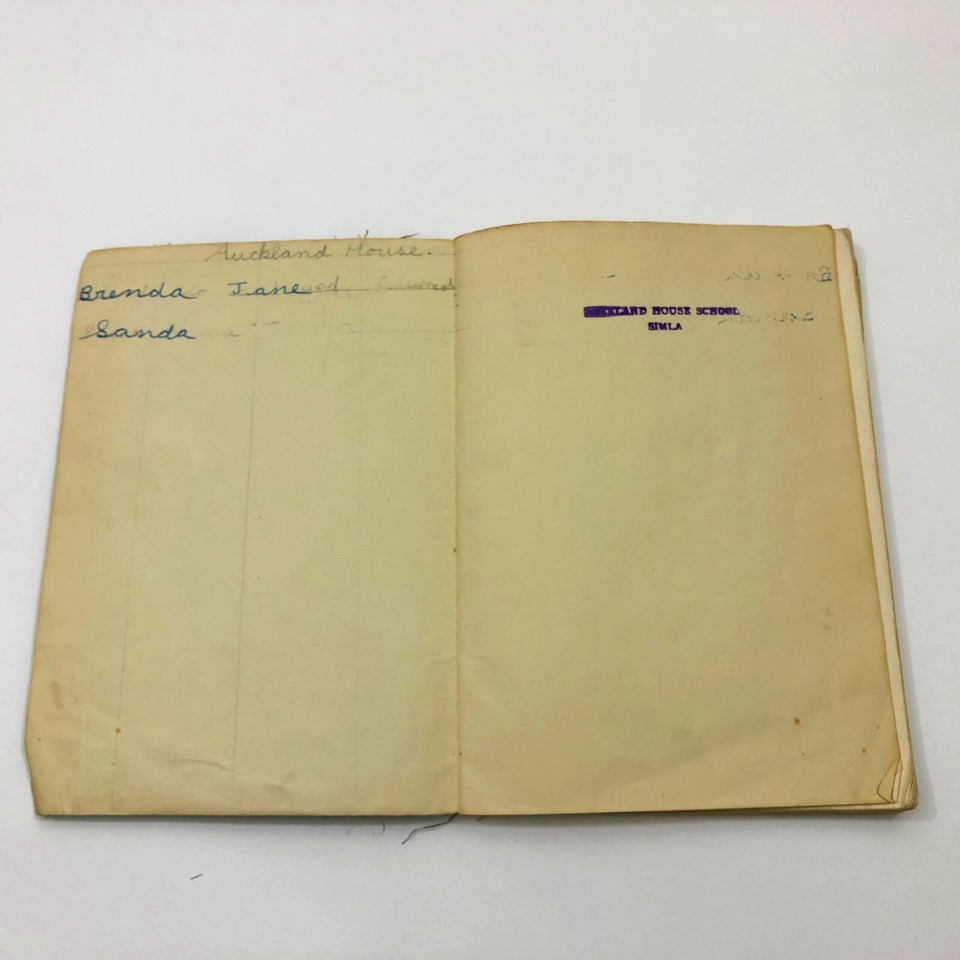 Auckland House.
Brenda Jane
Sanda
HOUSE SCHOOL
SIMLA